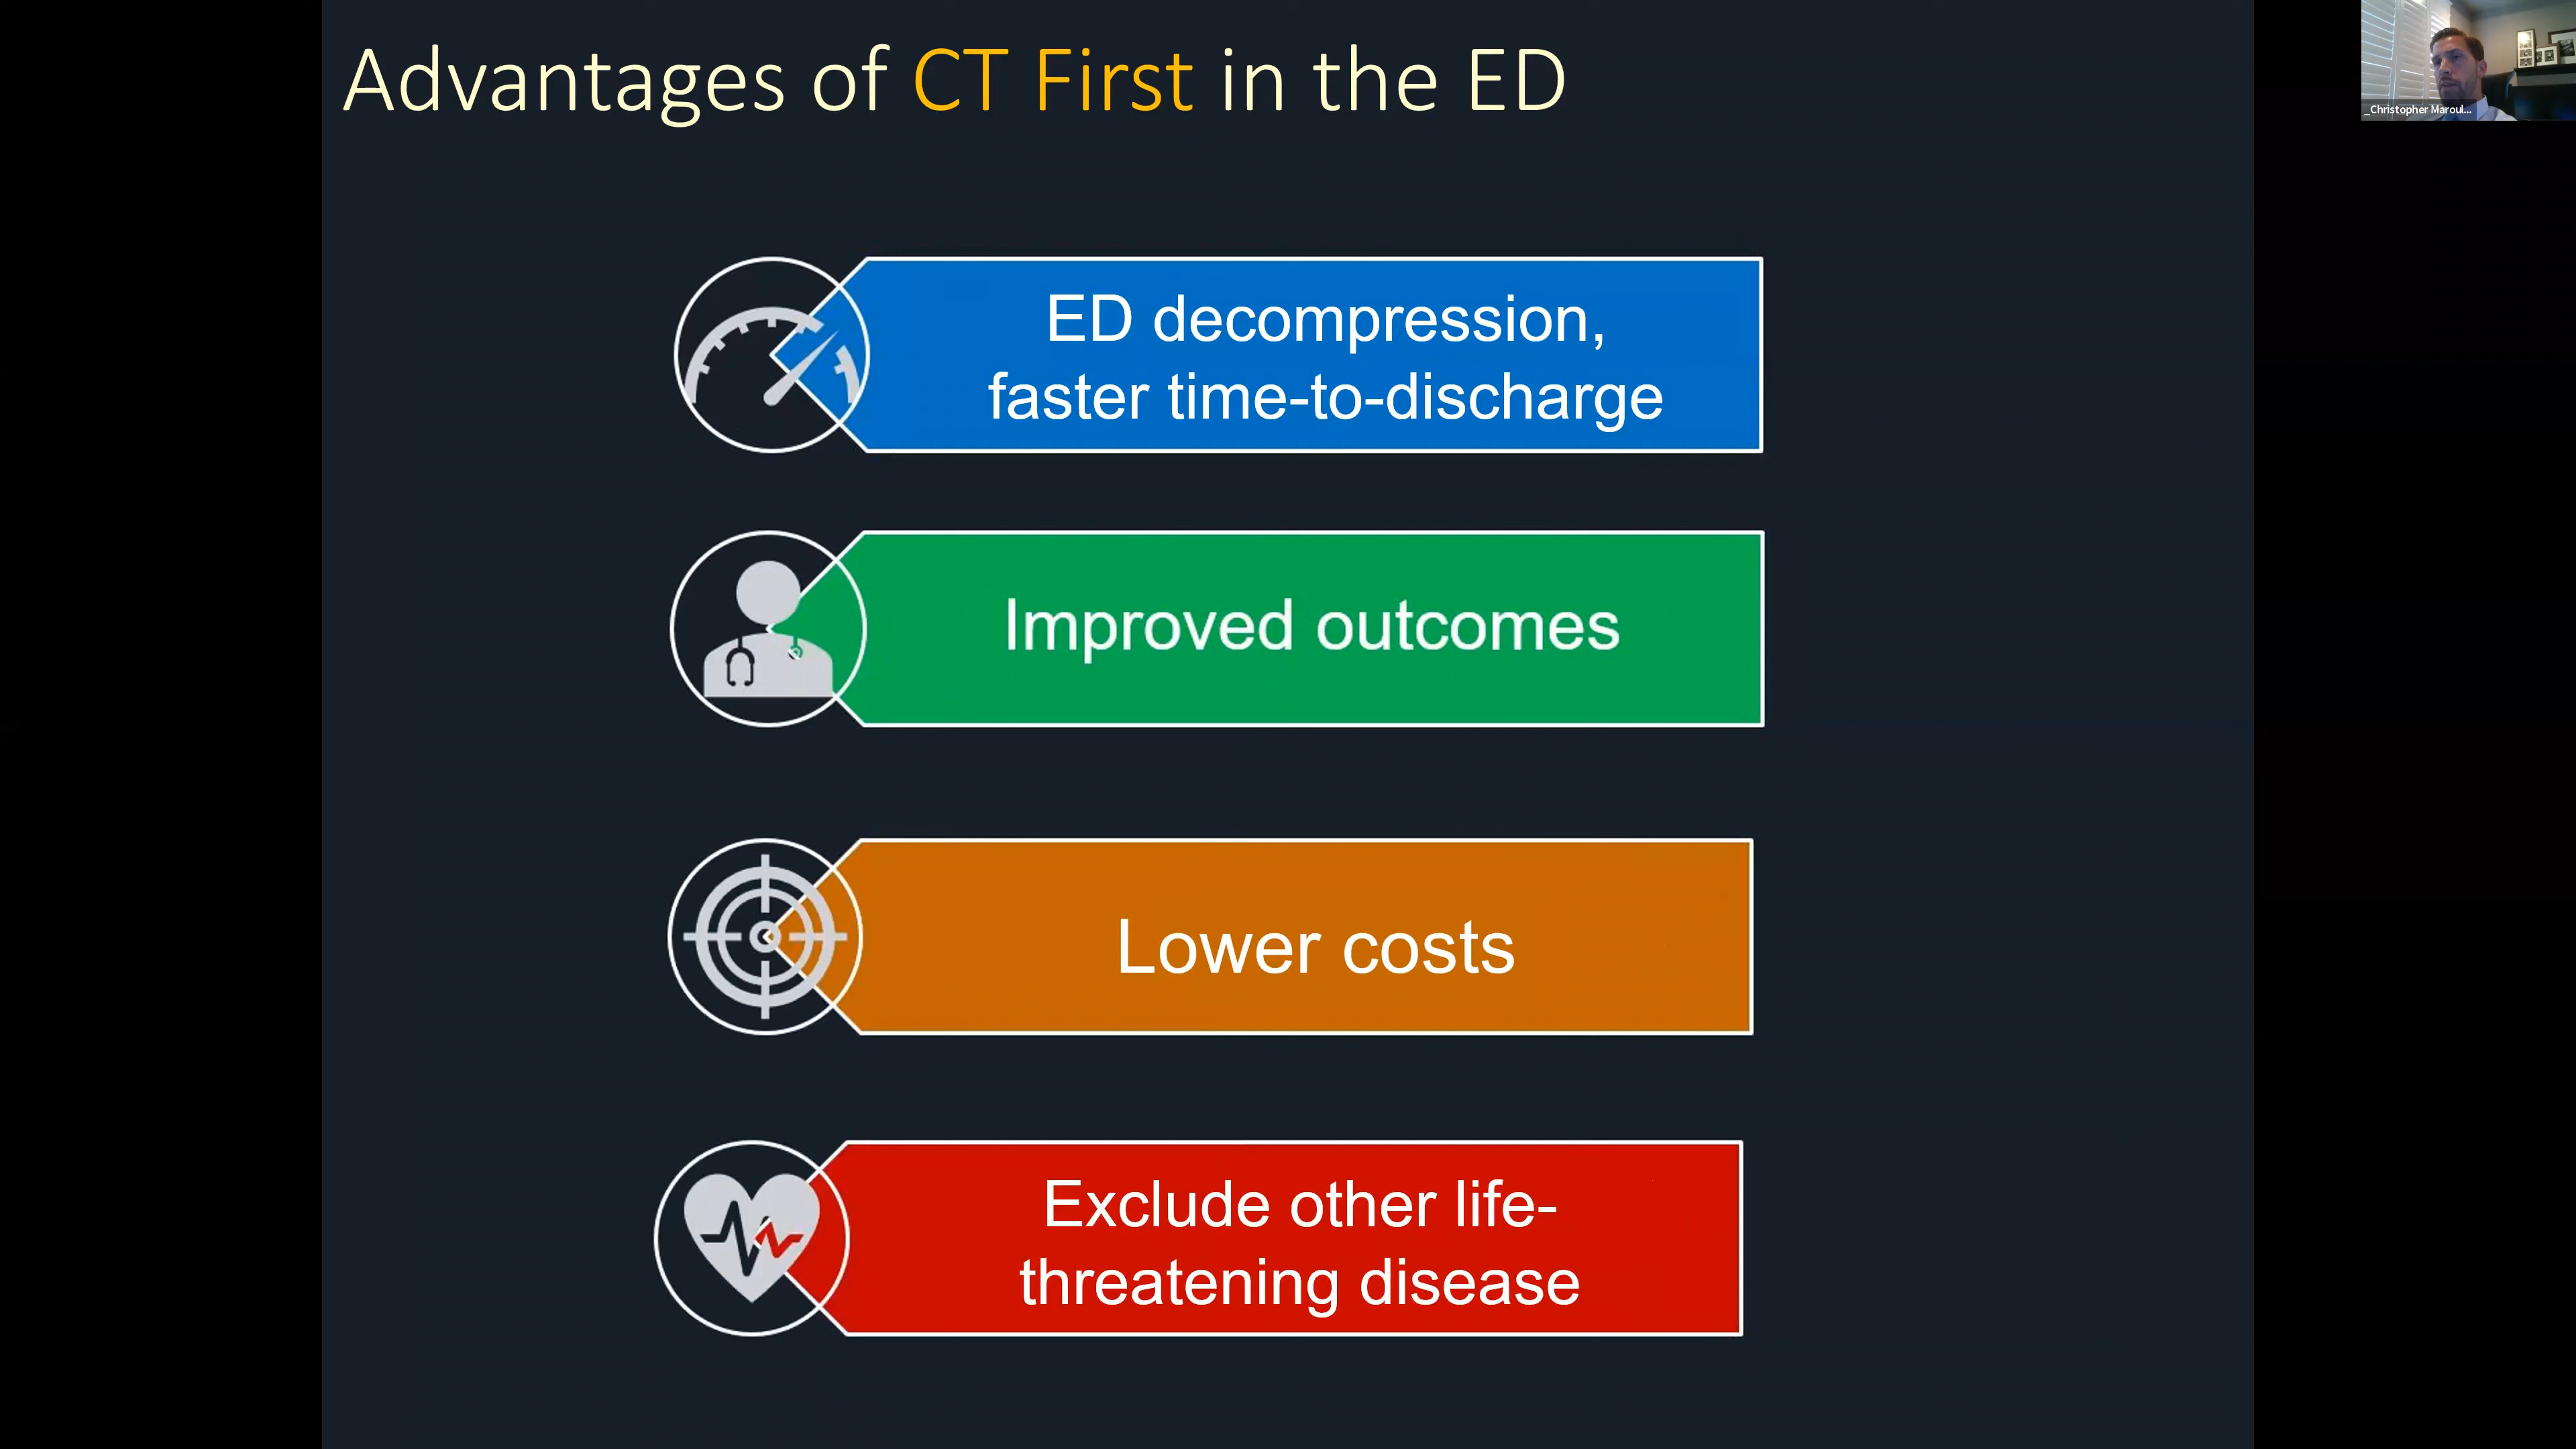 Advantages of CT First in the ED
_Christopher Maroul...
ED decompression,
faster time-to-discharge
Improved outcomes
Lower costs
Exclude other life-
threatening disease